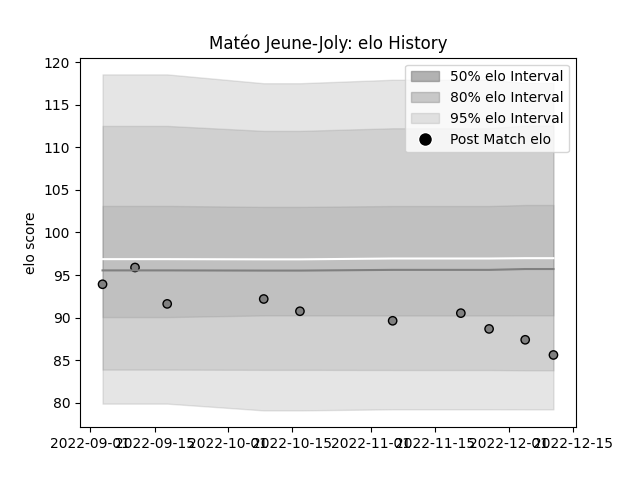 Matéo Jeune-Joly: elo History
50% elo Interval
80% elo Interval
95% elo Interval
Post Match elo
elo score
120
115
110
105
100
95
90
85
80
2022-09-01 2022-09-15 2022-10-01 2022-10-15 2022-11-01 2022-11-15 2022-12-01 2022-12-15